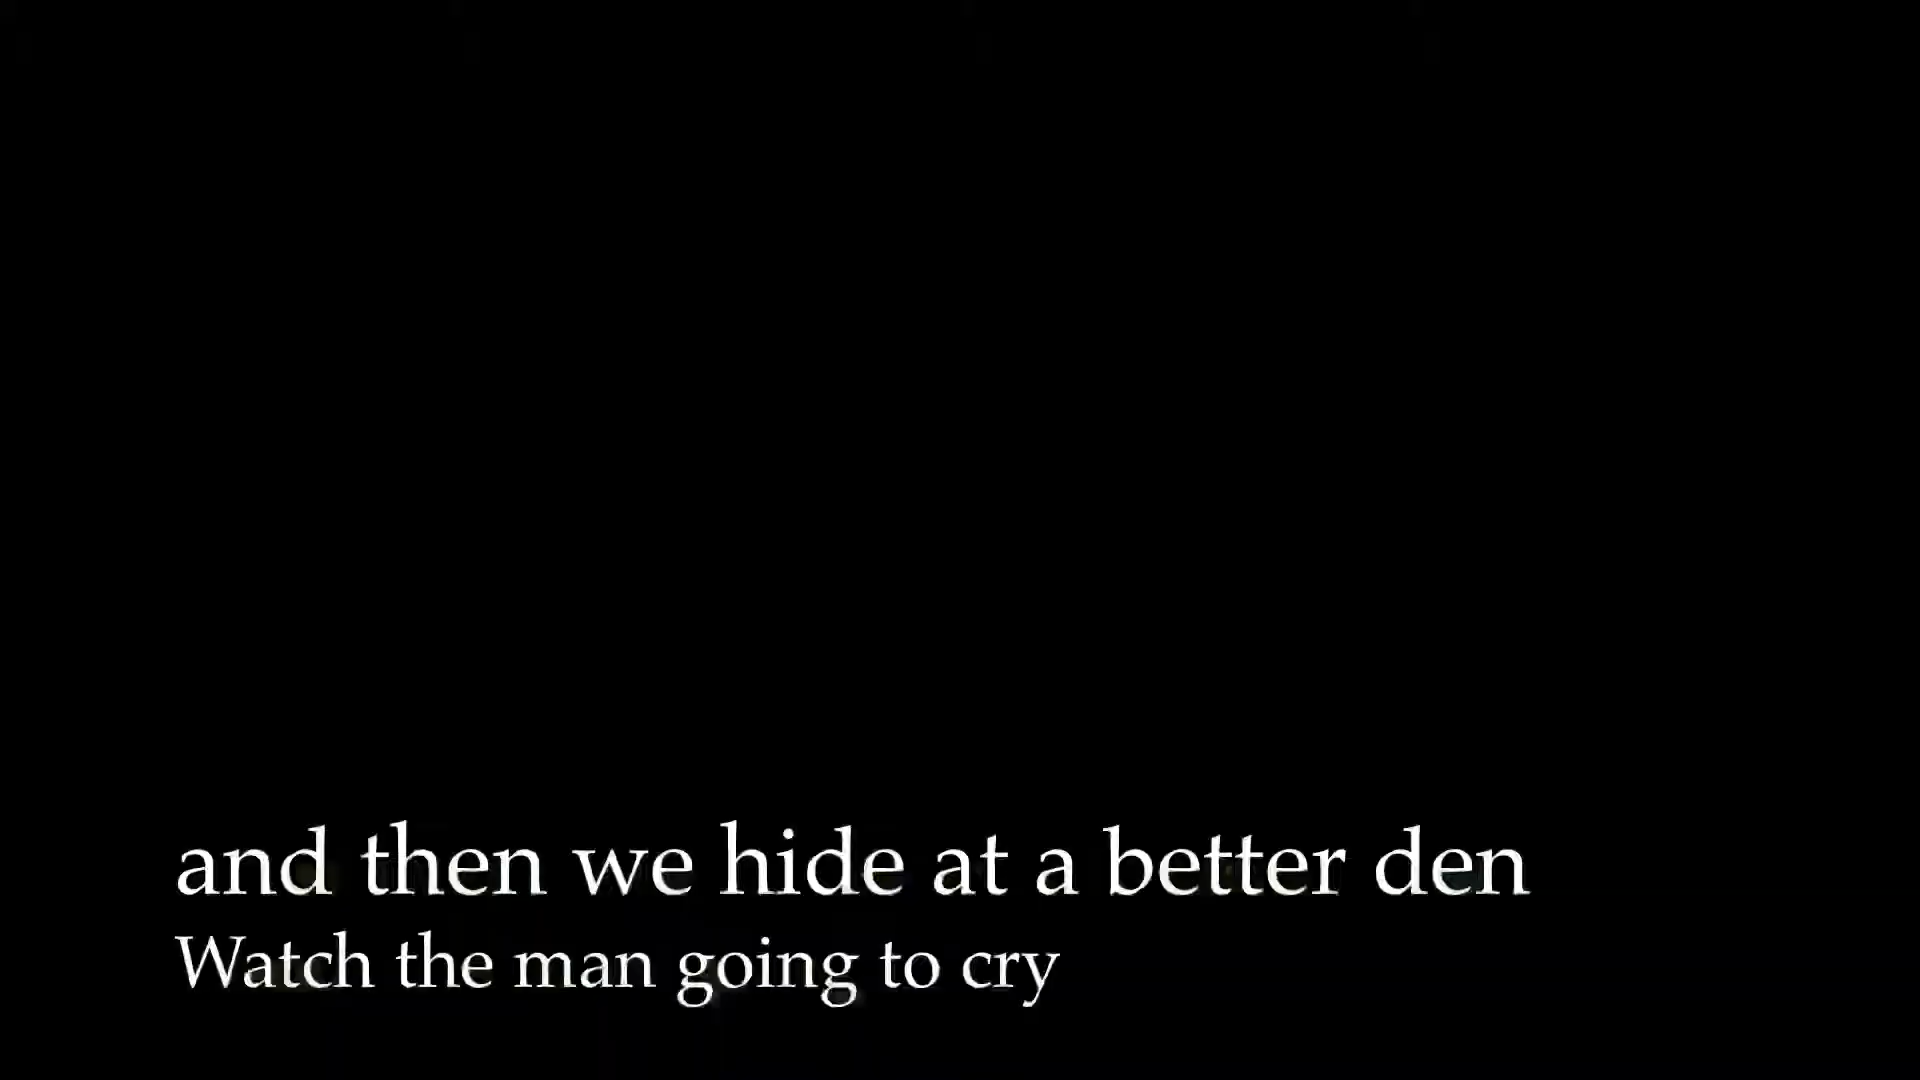 and then we hide at a better den
Watch the man going to cry